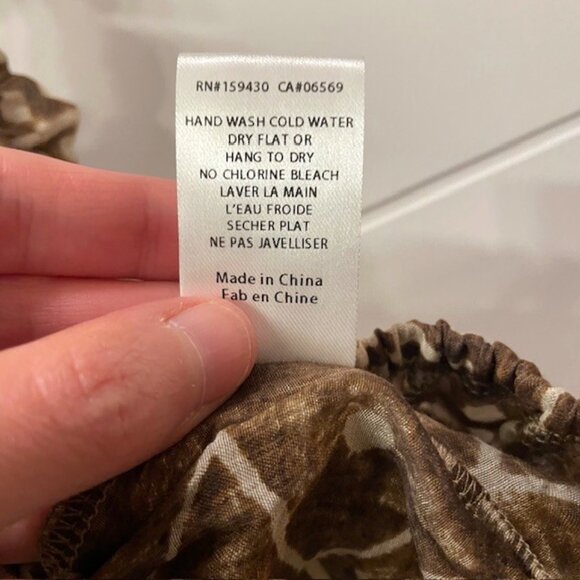 RN#159430 CA#06569
HAND WASH COLD WATER
DRY FLAT OR
HANG TO DRY
NO CHLORINE BLEACH
LAVER LA MAIN
L'EAU FROIDE
SECHER PLAT
NE PAS JAVELLISER
Made in China
Fab en Chine